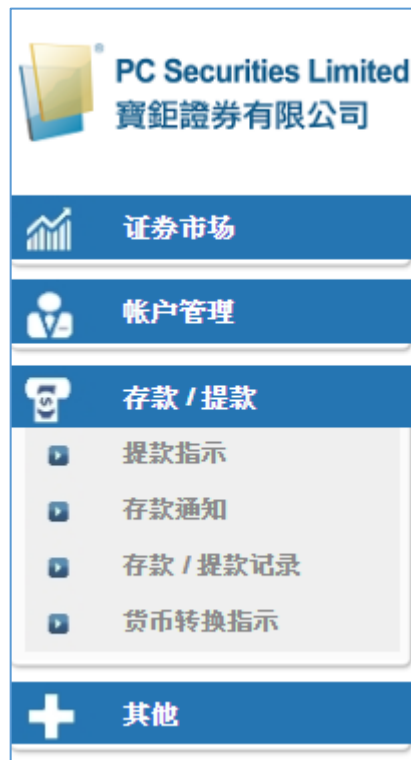 PC Securities Limited
寶鉅證券有限公司
证券市场
帐户管理
存款 / 提款
提款指示
存款通知
存款 / 提款记录
货币转换指示
其他